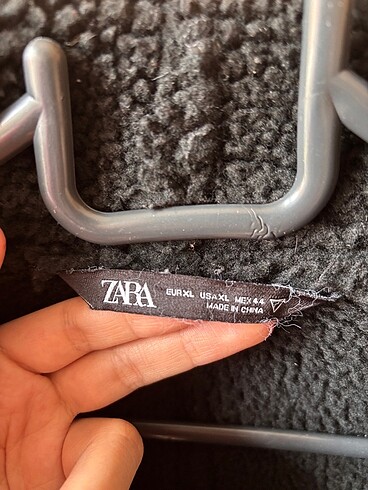 ZARA
EUR XL USA XL MEX 44
MADE IN CHINA